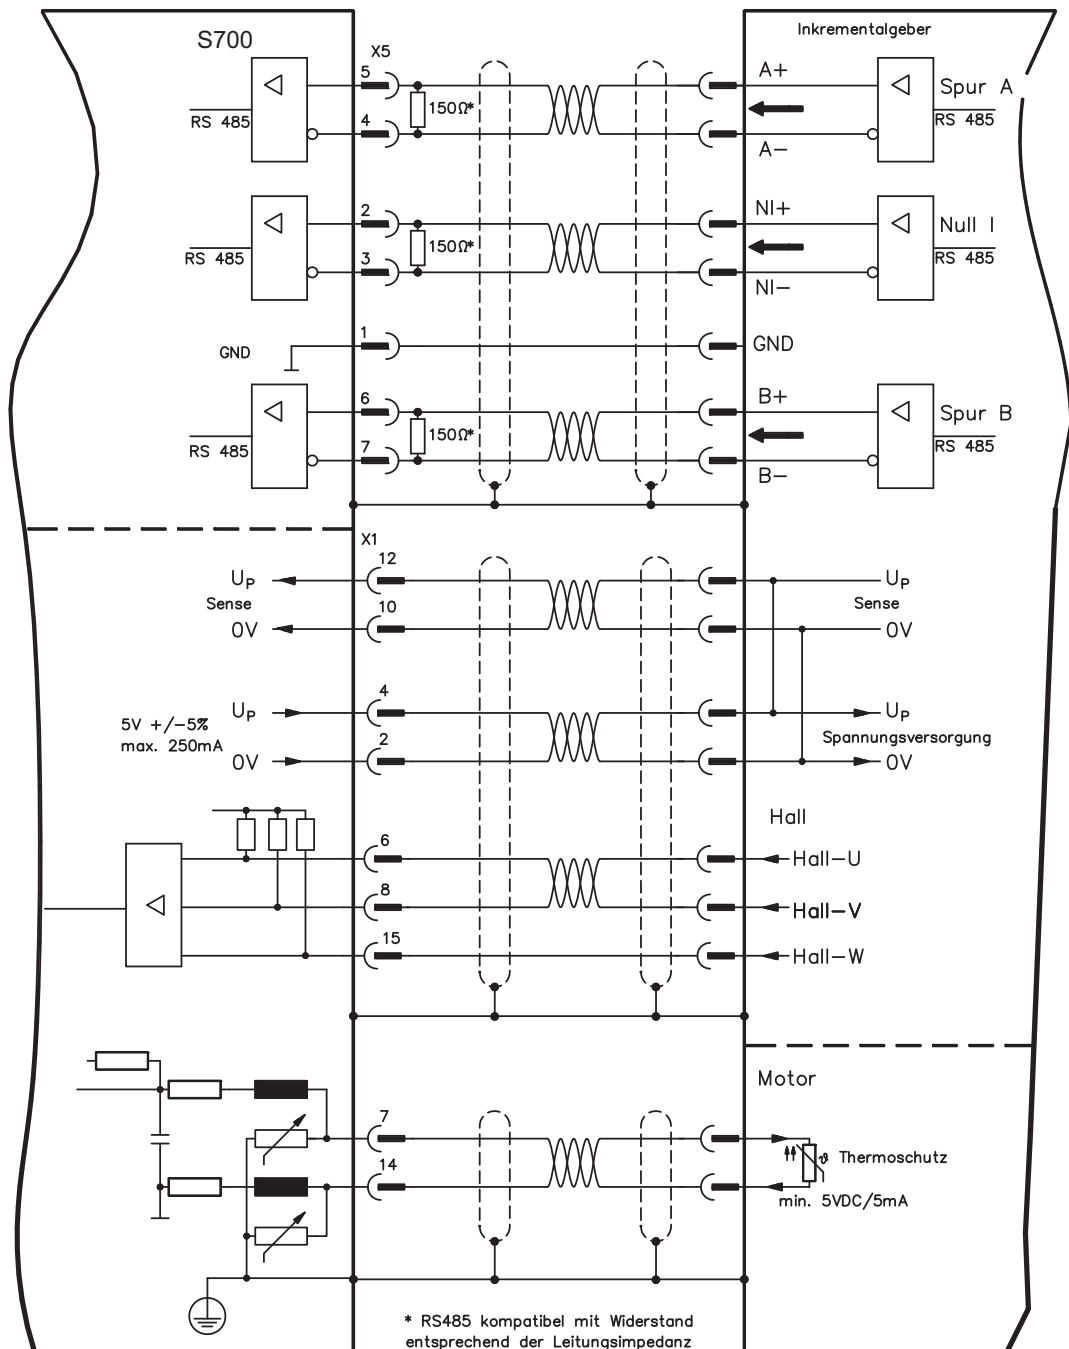 S700
Inkrementalgeber
X5
5
A+
Spur A
150Ω*
RS 485
RS 485
4
A−
2
NI+
Null I
150Ω*
RS 485
RS 485
3
NI−
1
GND
GND
6
B+
Spur B
150Ω*
RS 485
RS 485
7
B−
X1
12
UP
UP
Sense
Sense
10
0V
0V
4
UP
UP
5V +/−5%
max. 250mA
Spannungsversorgung
2
0V
0V
Hall
6
Hall−U
8
Hall−V
15
Hall−W
Motor
7
ϑ Thermoschutz
14
min. 5VDC/5mA
* RS485 kompatibel mit Widerstand
entsprechend der Leitungsimpedanz